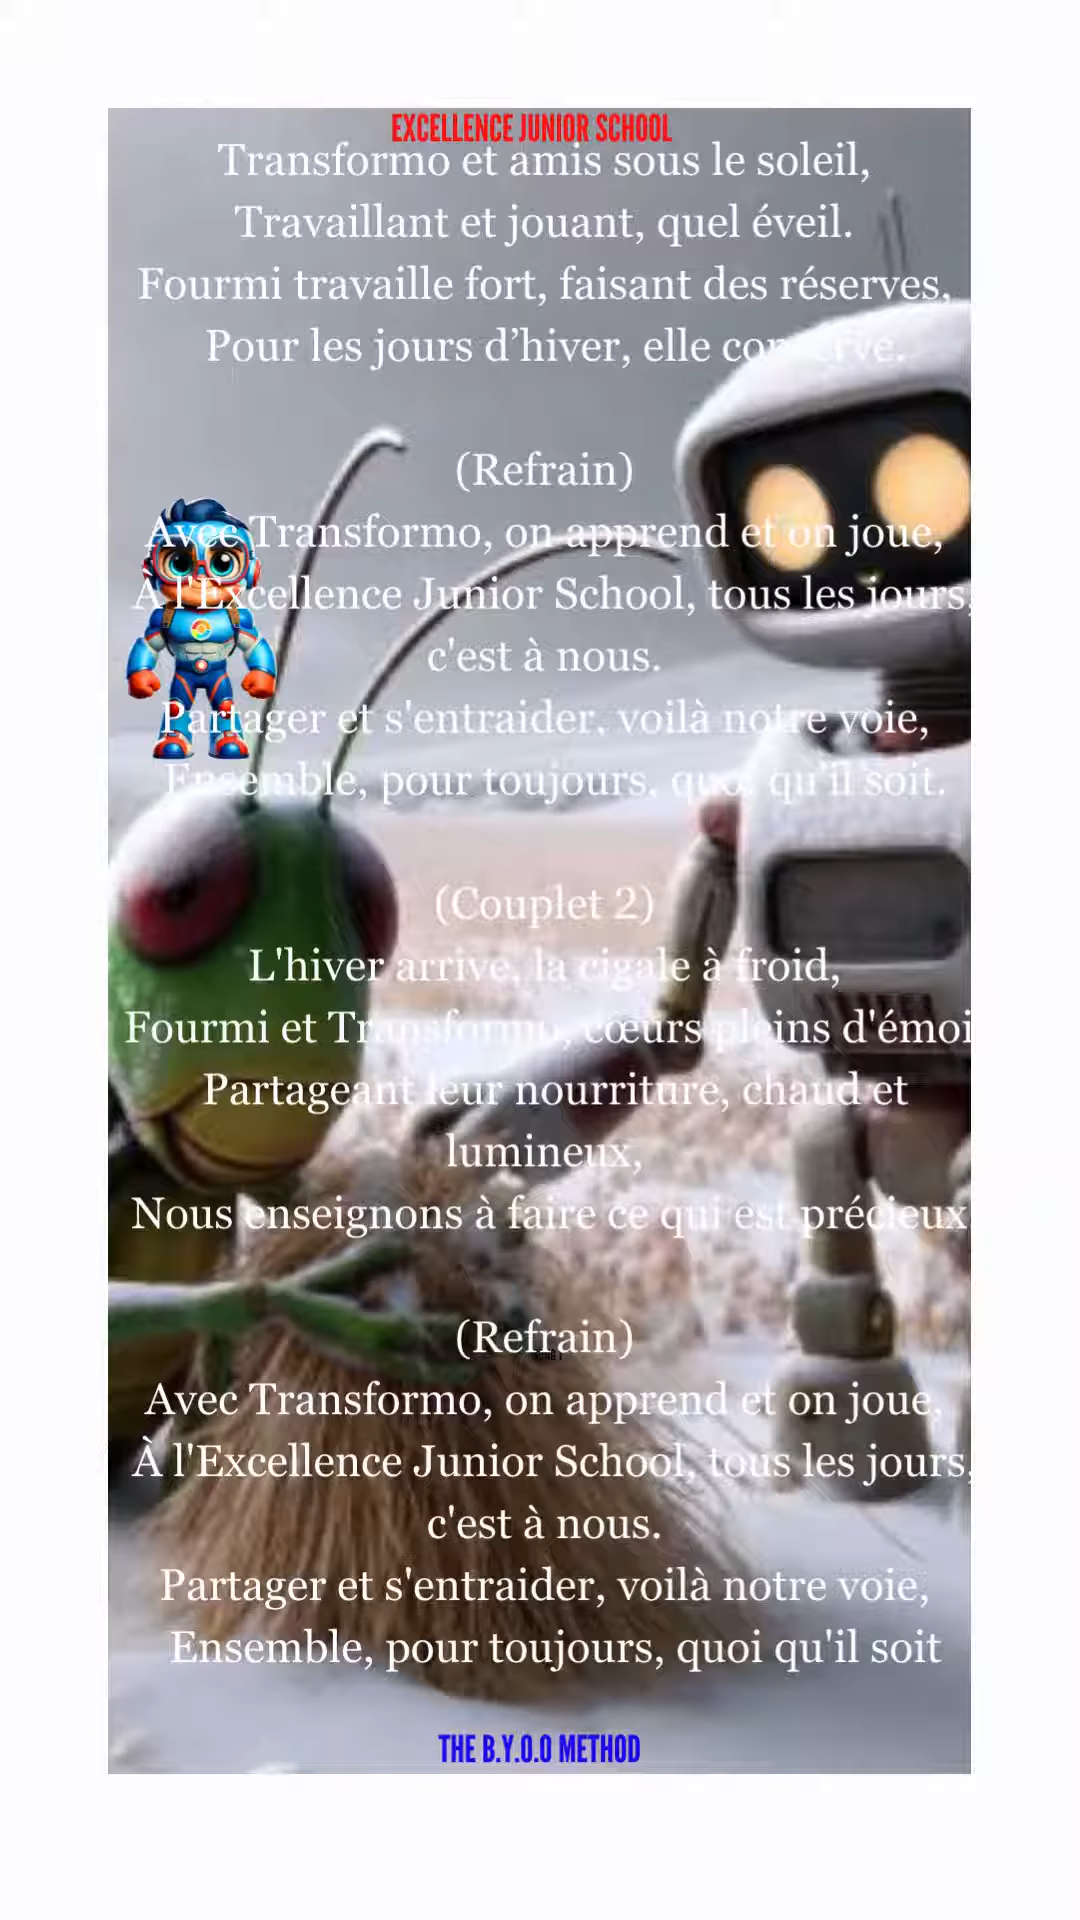 EXCELLENCE JUNIOR SCHOOL
Transformo et amis sous le soleil,
Travaillant et jouant, quel éveil.
Fourmi travaille fort, faisant des réserves,
Pour les jours d’hiver, elle conserve.
(Refrain)
Avec Transformo, on apprend et on joue,
À l'Excellence Junior School, tous les jours,
c'est à nous.
Partager et s'entraider, voilà notre voie,
Ensemble, pour toujours, quoi qu'il soit.
(Couplet 2)
L'hiver arrive, la cigale à froid,
Fourmi et Transformo, cœurs pleins d'émoi
Partageant leur nourriture, chaud et
lumineux,
Nous enseignons à faire ce qui est précieux
(Refrain)
Avec Transformo, on apprend et on joue,
À l'Excellence Junior School, tous les jours,
c'est à nous.
Partager et s'entraider, voilà notre voie,
Ensemble, pour toujours, quoi qu'il soit
THE B.Y.O.O METHOD